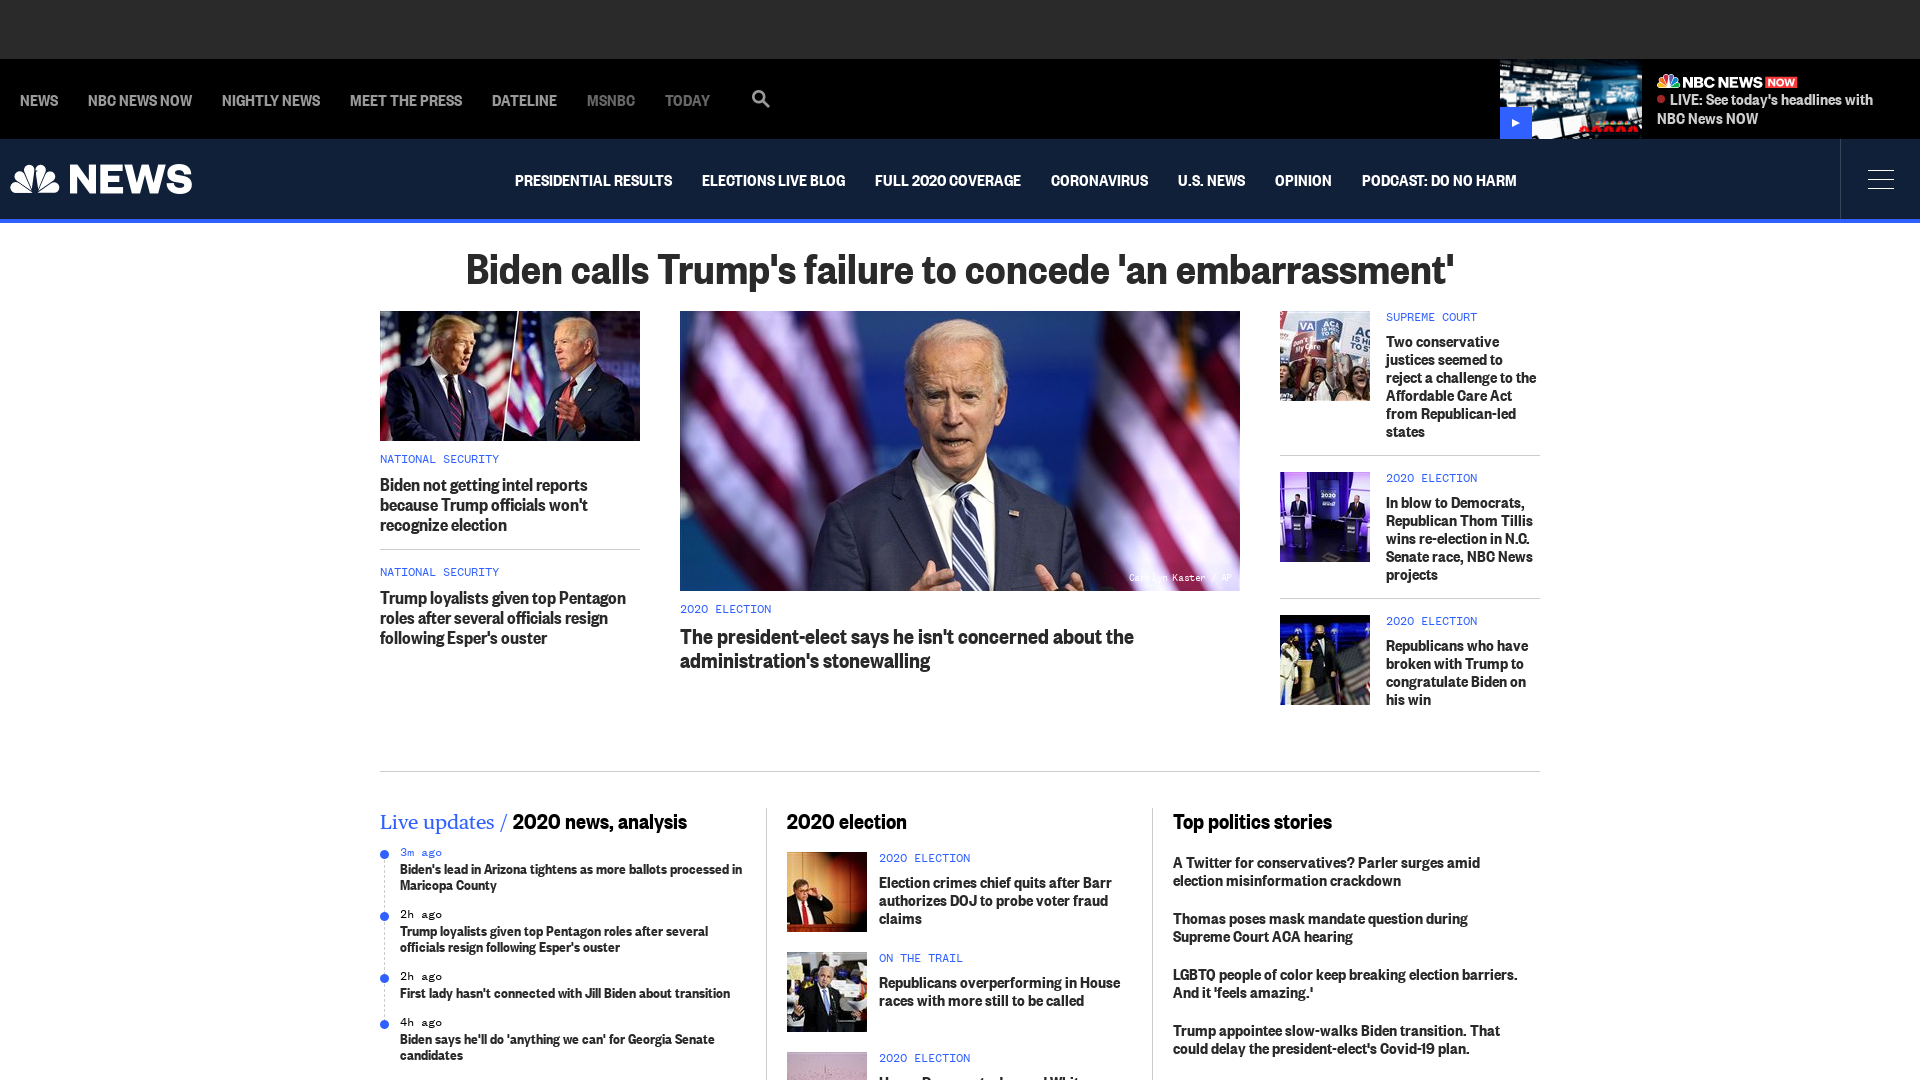 NEWS
NBC NEWS NOW
NIGHTLY NEWS
MEET THE PRESS
DATELINE
MSNBC
TODAY
NBC NEWS NOW
LIVE: See today's headlines with
NBC News NOW
NEWS
PRESIDENTIAL RESULTS
ELECTIONS LIVE BLOG
FULL 2020 COVERAGE
CORONAVIRUS
U.S. NEWS
OPINION
PODCAST: DO NO HARM
Biden calls Trump's failure to concede 'an embarrassment'
NATIONAL SECURITY
Biden not getting intel reports
because Trump officials won't
recognize election
NATIONAL SECURITY
Trump loyalists given top Pentagon
roles after several officials resign
following Esper's ouster
Carolyn Kaster / AP
2020 ELECTION
The president-elect says he isn't concerned about the
administration's stonewalling
SUPREME COURT
Two conservative
justices seemed to
reject a challenge to the
Affordable Care Act
from Republican-led
states
2020 ELECTION
In blow to Democrats,
Republican Thom Tillis
wins re-election in N.C.
Senate race, NBC News
projects
2020 ELECTION
Republicans who have
broken with Trump to
congratulate Biden on
his win
Live updates / 2020 news, analysis
3m ago
Biden's lead in Arizona tightens as more ballots processed in
Maricopa County
2h ago
Trump loyalists given top Pentagon roles after several
officials resign following Esper's ouster
2h ago
First lady hasn't connected with Jill Biden about transition
4h ago
Biden says he'll do 'anything we can' for Georgia Senate
candidates
2020 election
2020 ELECTION
Election crimes chief quits after Barr
authorizes DOJ to probe voter fraud
claims
ON THE TRAIL
Republicans overperforming in House
races with more still to be called
2020 ELECTION
Top politics stories
A Twitter for conservatives? Parler surges amid
election misinformation crackdown
Thomas poses mask mandate question during
Supreme Court ACA hearing
LGBTQ people of color keep breaking election barriers.
And it 'feels amazing.'
Trump appointee slow-walks Biden transition. That
could delay the president-elect's Covid-19 plan.